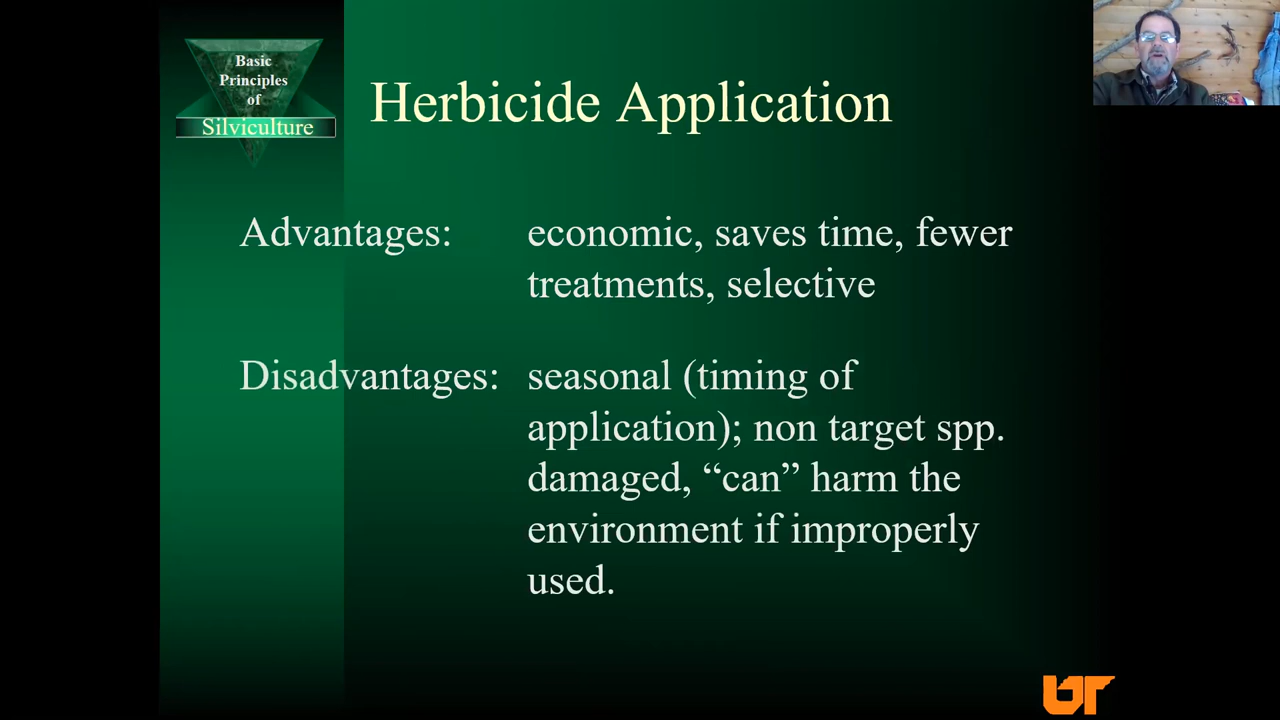 Basic
Principles
of
Silviculture
Herbicide Application
Advantages: economic, saves time, fewer
treatments, selective
Disadvantages: seasonal (timing of
application); non target spp.
damaged, “can” harm the
environment if improperly
used.
UT